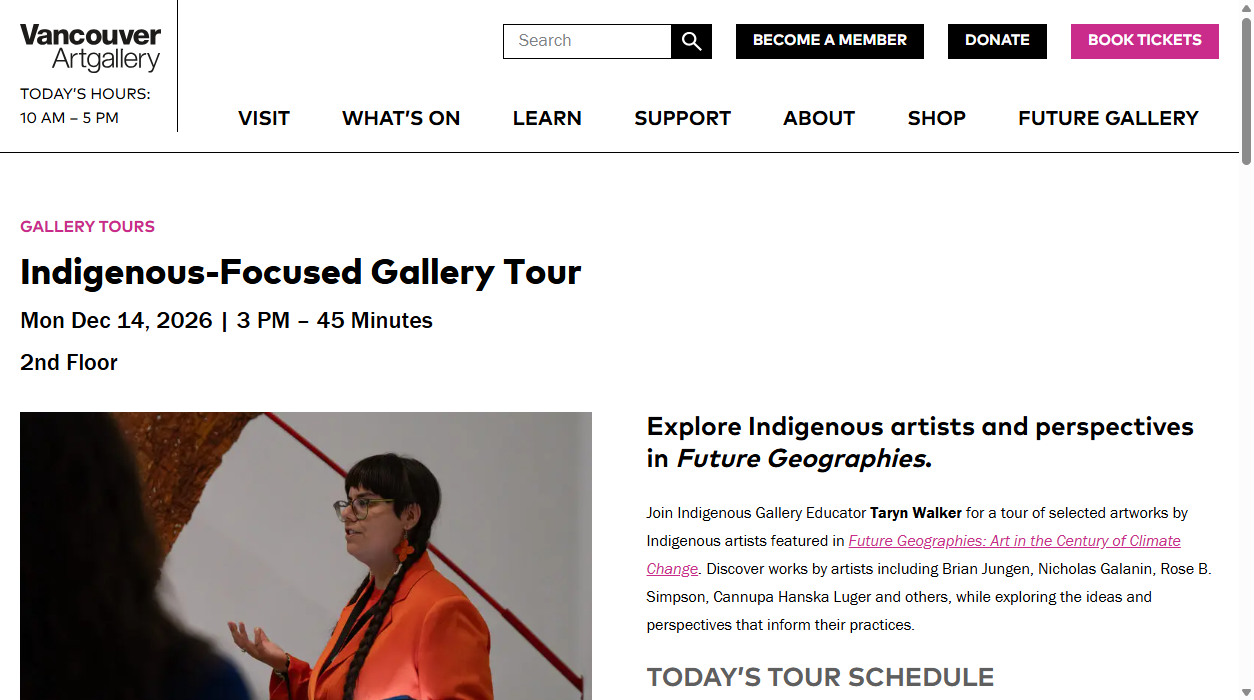 Vancouver
Artgallery
TODAY'S HOURS:
10 AM – 5 PM
Search
BECOME A MEMBER
DONATE
BOOK TICKETS
VISIT
WHAT'S ON
LEARN
SUPPORT
ABOUT
SHOP
FUTURE GALLERY
GALLERY TOURS
Indigenous-Focused Gallery Tour
Mon Dec 14, 2026 | 3 PM – 45 Minutes
2nd Floor
Explore Indigenous artists and perspectives
in Future Geographies.
Join Indigenous Gallery Educator Taryn Walker for a tour of selected artworks by
Indigenous artists featured in Future Geographies: Art in the Century of Climate
Change. Discover works by artists including Brian Jungen, Nicholas Galanin, Rose B.
Simpson, Cannupa Hanska Luger and others, while exploring the ideas and
perspectives that inform their practices.
TODAY'S TOUR SCHEDULE